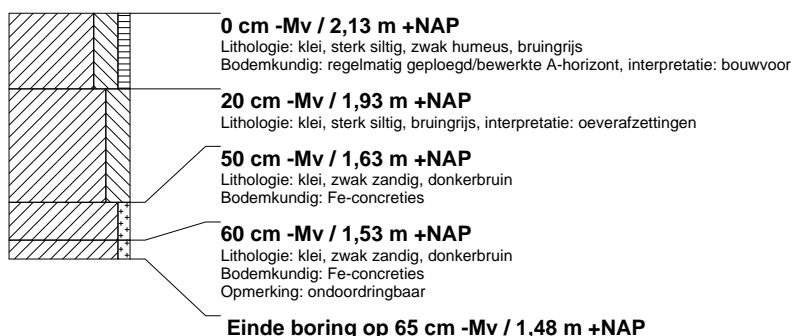 0 cm -Mv / 2,13 m +NAP
Lithologie: klei, sterk siltig, zwak humeus, bruingrijs
Bodemkundig: regelmatig geploegd/bewerkte A-horizont, interpretatie: bouwvoor
20 cm -Mv / 1,93 m +NAP
Lithologie: klei, sterk siltig, bruingrijs, interpretatie: oeverafzettingen
50 cm -Mv / 1,63 m +NAP
Lithologie: klei, zwak zandig, donkerbruin
Bodemkundig: Fe-concreties
60 cm -Mv / 1,53 m +NAP
Lithologie: klei, zwak zandig, donkerbruin
Bodemkundig: Fe-concreties
Opmerking: ondoordringbaar
Einde boring op 65 cm -Mv / 1,48 m +NAP